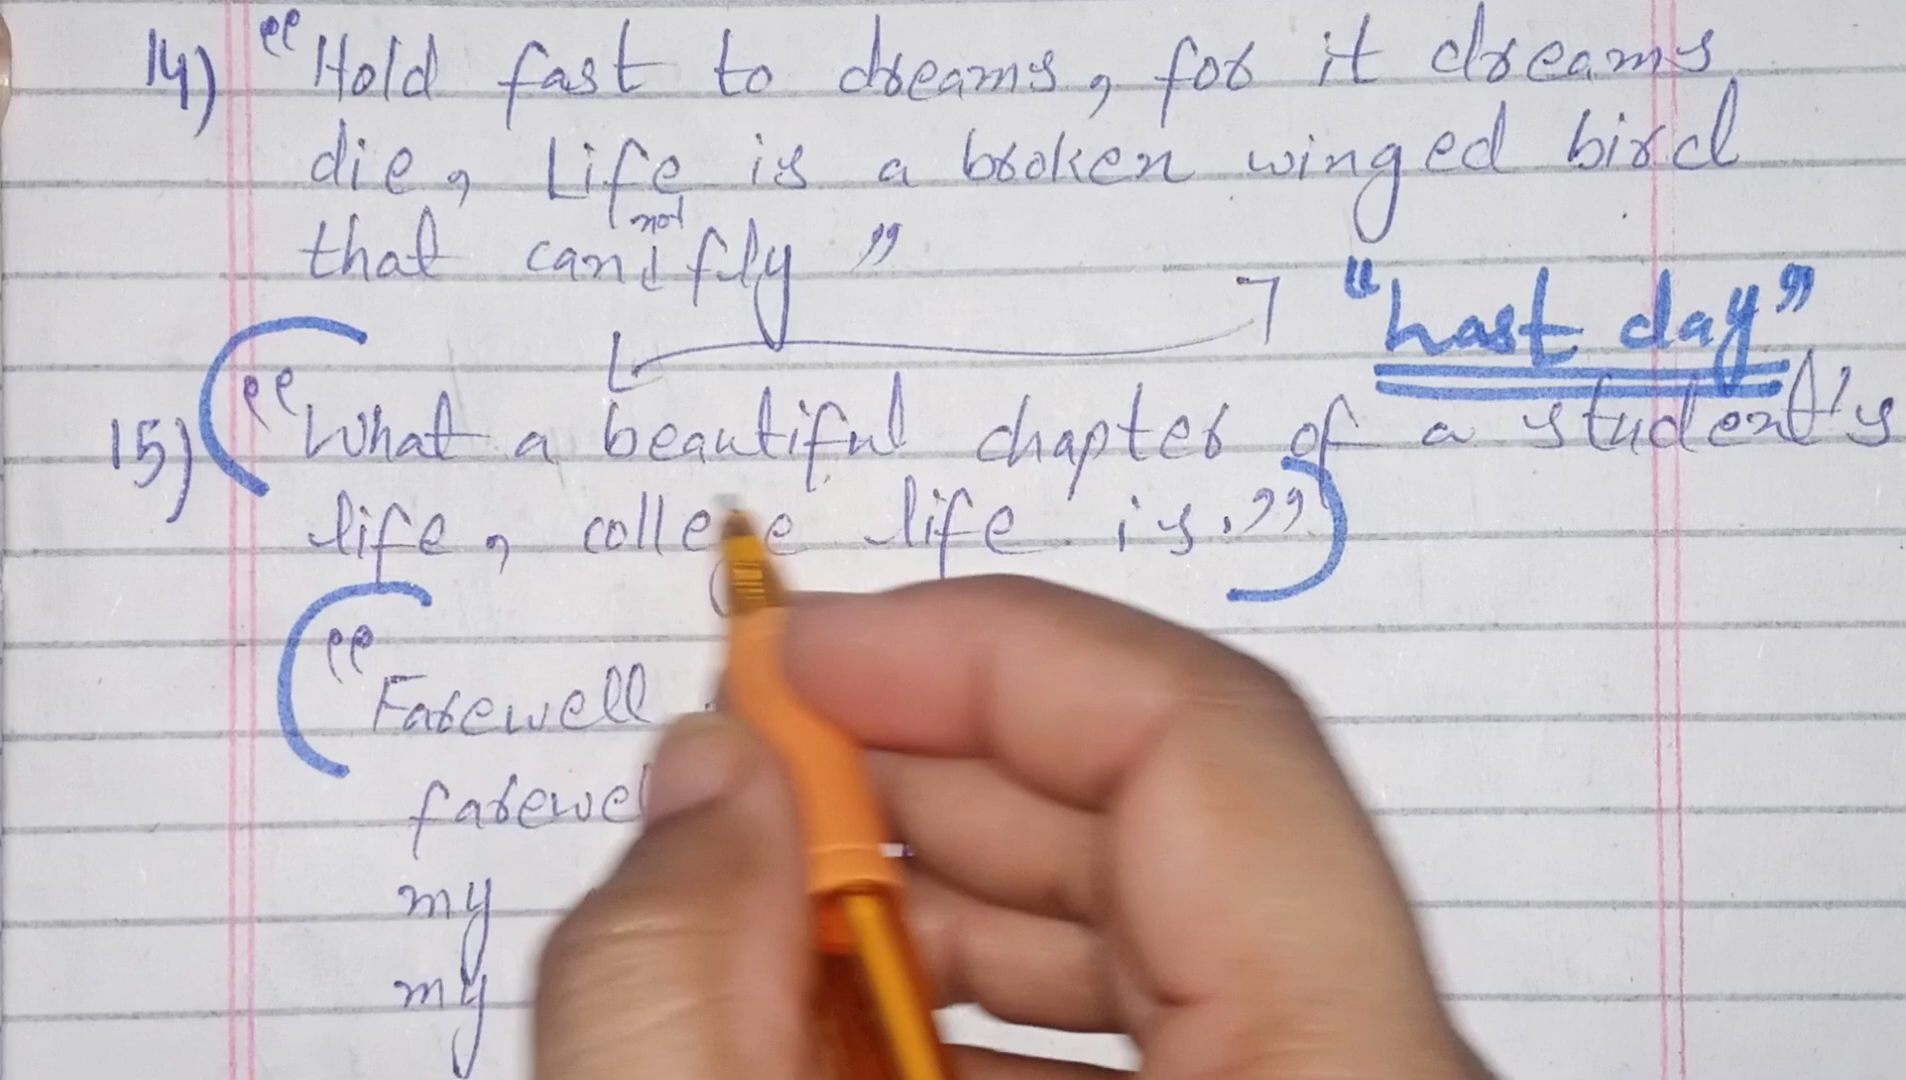 14) "Hold fast to dreams, for it dreams
die, Life is a broken winged bird
that can not fly"
"Last day"
15) "What a beautiful chapter of a student's
life, college life is."
"Farewell
farewel
my
my